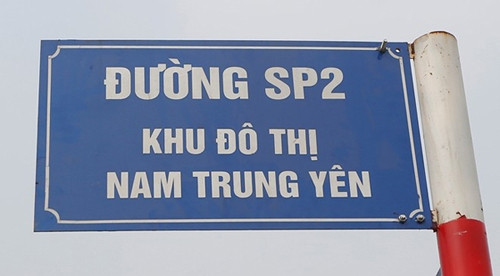 ĐƯỜNG SP2
KHU ĐÔ THỊ
NAM TRUNG YÊN